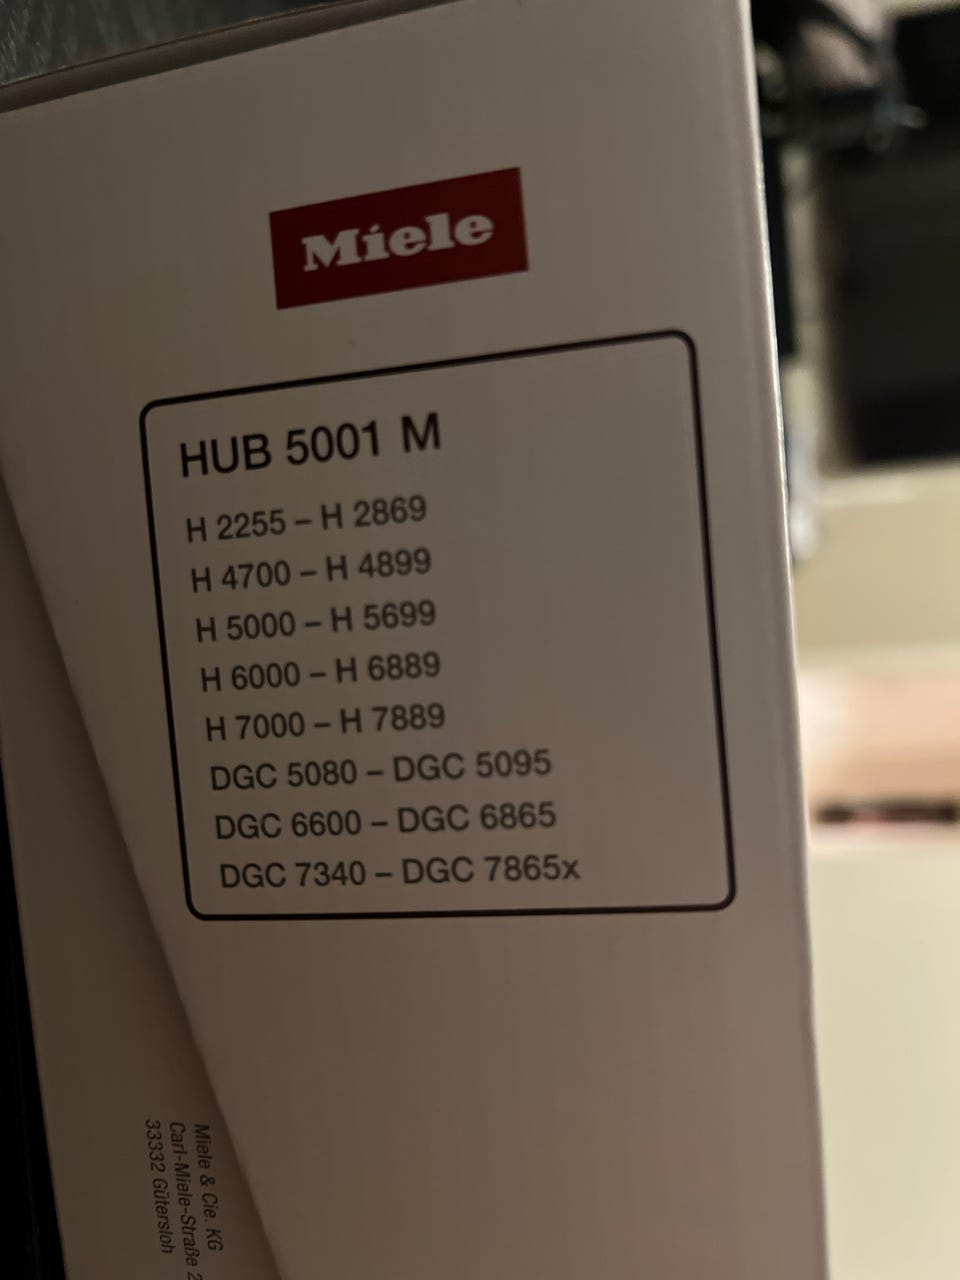 Miele
HUB 5001 M
H 2255 – H 2869
H 4700 – H 4899
H 5000 – H 5699
H 6000 – H 6889
H 7000 – H 7889
DGC 5080 – DGC 5095
DGC 6600 – DGC 6865
DGC 7340 – DGC 7865x
Miele & Cie. KG
Carl-Miele-Straße 2
33332 Gütersloh